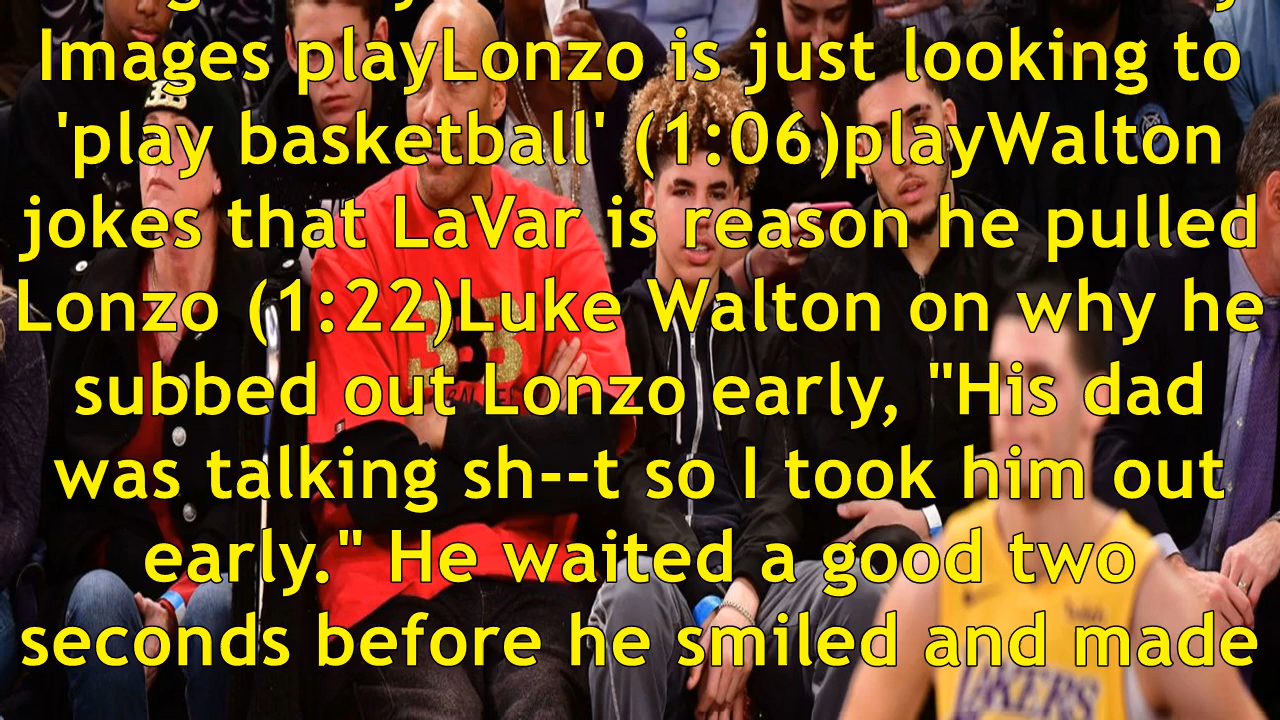 Images playLonzo is just looking to
'play basketball' (1:06)playWalton
jokes that LaVar is reason he pulled
Lonzo (1:22)Luke Walton on why he
subbed out Lonzo early, "His dad
was talking sh--t so I took him out
early." He waited a good two
seconds before he smiled and made
LAKERS